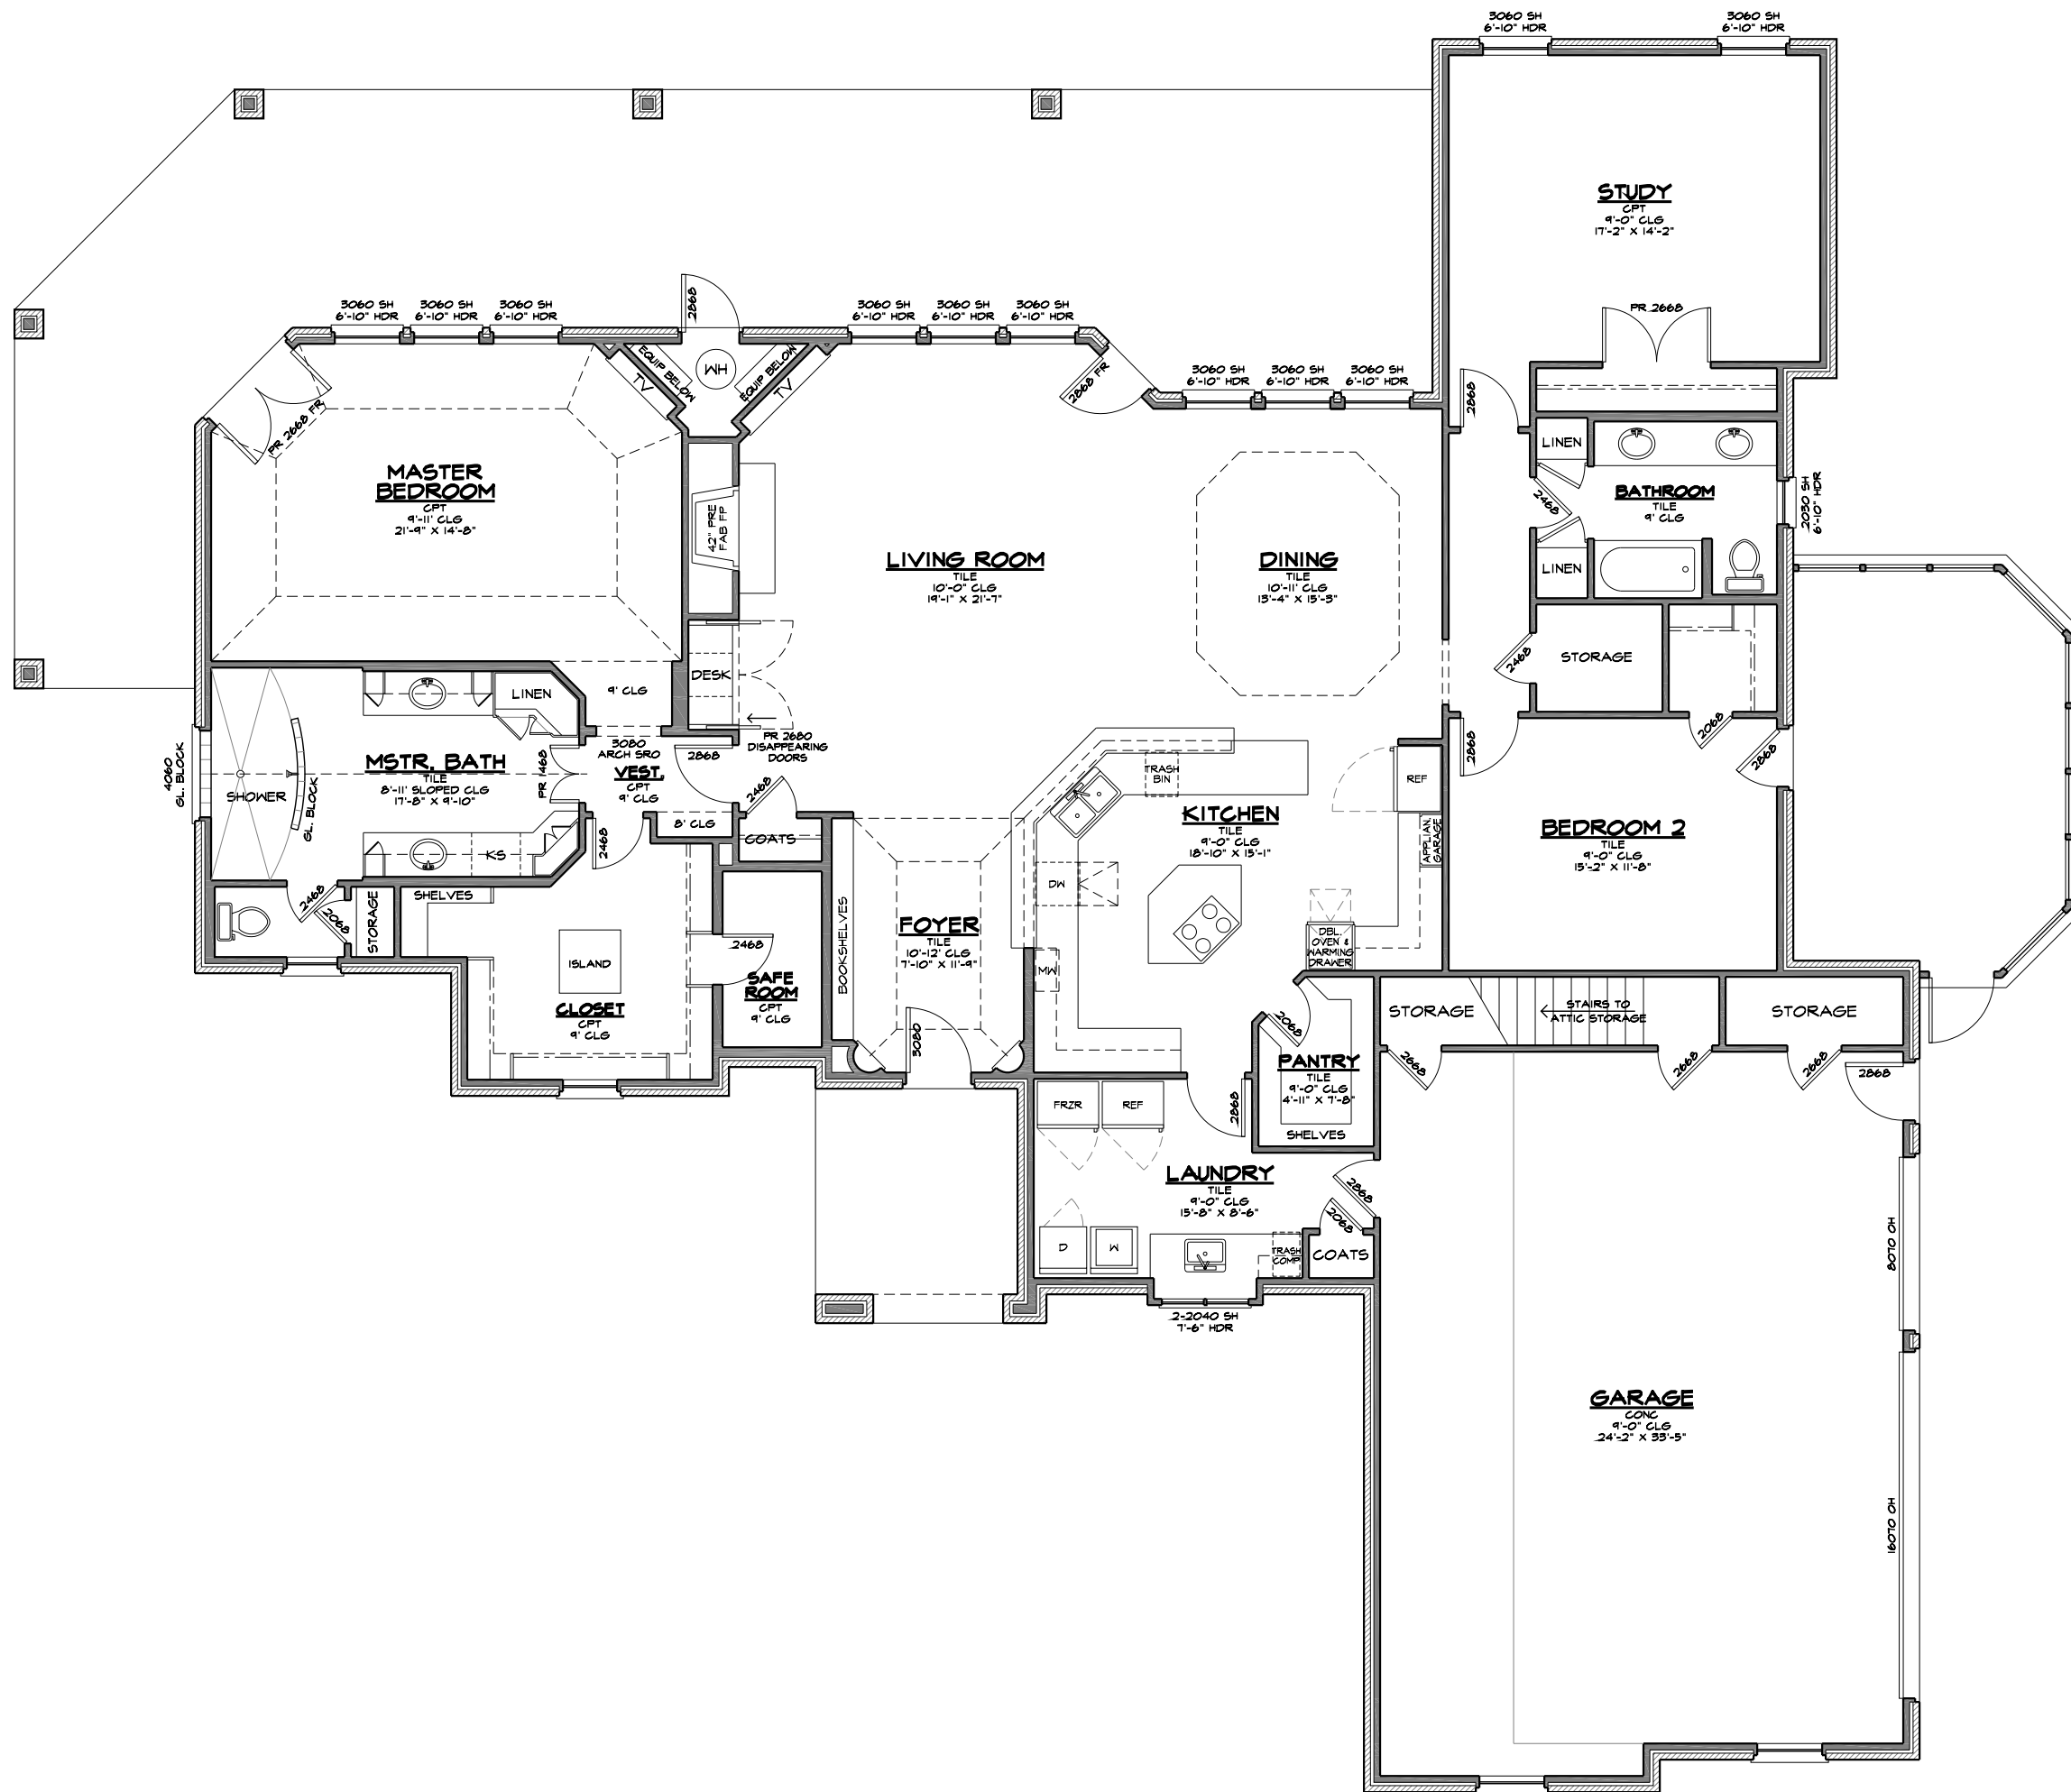 3060 SH
6'-10" HDR
3060 SH
6'-10" HDR
STUDY
CPT
9'-0" CLG
17'-2" X 14'-2"
PR 2668
2868
3060 SH
6'-10" HDR
3060 SH
6'-10" HDR
3060 SH
6'-10" HDR
2868
3060 SH
6'-10" HDR
3060 SH
6'-10" HDR
3060 SH
6'-10" HDR
EQUIP BELOW
WH
EQUIP BELOW
TV
TV
2868 FR
3060 SH
6'-10" HDR
3060 SH
6'-10" HDR
3060 SH
6'-10" HDR
PR 2668 FR
MASTER
BEDROOM
CPT
9'-11" CLG
21'-9" X 14'-8"
42" PRE
FAB FP
LIVING ROOM
TILE
10'-0" CLG
19'-1" X 21'-7"
DINING
TILE
10'-11" CLG
13'-4" X 15'-3"
LINEN
2468
BATHROOM
TILE
9' CLG
2030 SH
6'-10" HDR
LINEN
2468
STORAGE
2868
2068
2868
9' CLG
DESK
PR 2680
DISAPPEARING
DOORS
LINEN
4060
GL. BLOCK
SHOWER
GL. BLOCK
MSTR. BATH
TILE
8'-11" SLOPED CLG
17'-8" X 9'-10"
PR 1468
3080
ARCH SRO
VEST.
CPT
9' CLG
2868
2468
8' CLG
COATS
KS
2468
2468
2068
STORAGE
SHELVES
ISLAND
CLOSET
CPT
9' CLG
2468
SAFE
ROOM
CPT
9' CLG
BOOKSHELVES
FOYER
TILE
10'-12' CLG
7'-10" X 11'-9"
3080
TRASH
BIN
REF
KITCHEN
TILE
9'-0" CLG
18'-10" X 15'-1"
APPLIAN.
GARAGE
DW
MW
DBL.
OVEN &
WARMING
DRAWER
BEDROOM 2
TILE
9'-0" CLG
15'-2" X 11'-8"
STORAGE
STAIRS TO
ATTIC STORAGE
STORAGE
2068
PANTRY
TILE
9'-0" CLG
4'-11" X 7'-8"
SHELVES
2668
2668
2668
2868
FRZR
REF
2868
LAUNDRY
TILE
9'-0" CLG
15'-8" X 8'-6"
2868
2068
D
W
TRASH
COMP
COATS
2-2040 SH
7'-6" HDR
8070 OH
GARAGE
CONC
9'-0" CLG
24'-2" X 33'-5"
16070 OH